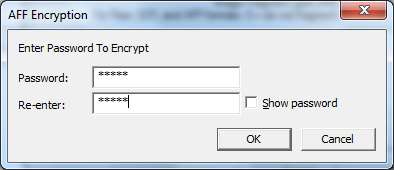 AFF Encryption
Enter Password To Encrypt
Password: *****
Re-enter: ***** Show password
OK Cancel